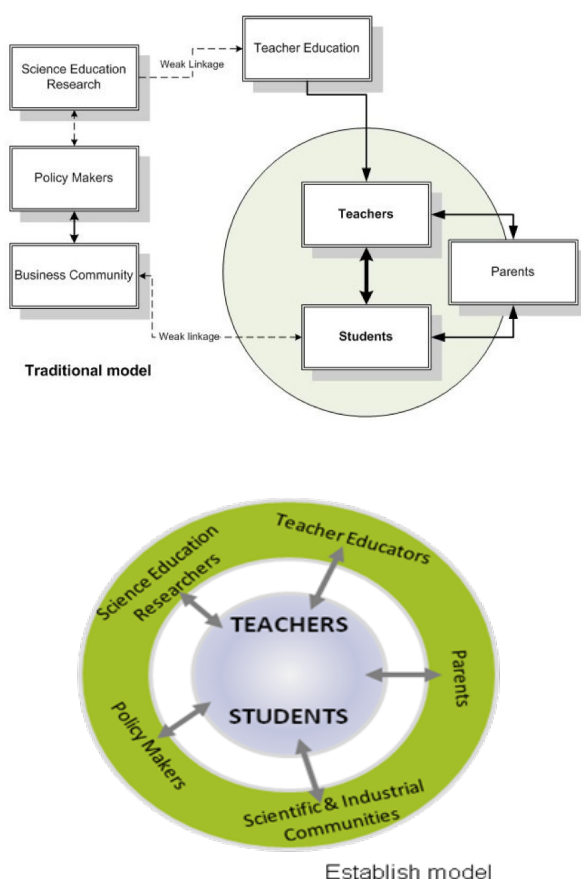 Teacher Education
Science Education
Research
Weak Linkage
Policy Makers
Teachers
Business Community
Parents
Weak linkage
Students
Traditional model
Teacher Educators
Science Education
Researchers
TEACHERS
Parents
STUDENTS
Policy Makers
Scientific & Industrial
Communities
Establish model